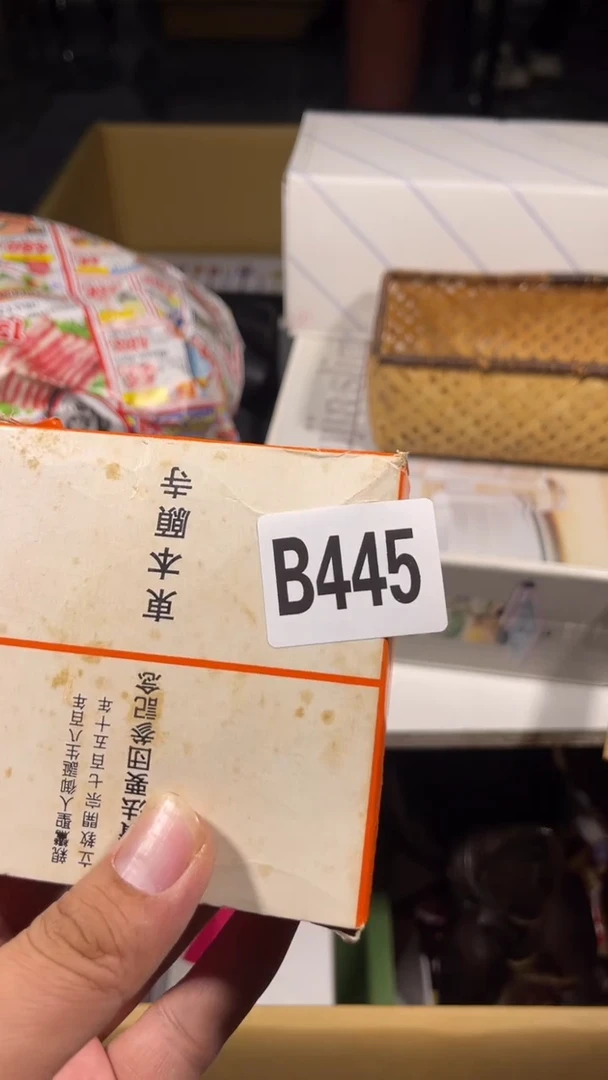 東本願寺
B445
親鸞聖人御誕生八百年
立教開宗七百五十年
法要団参記念